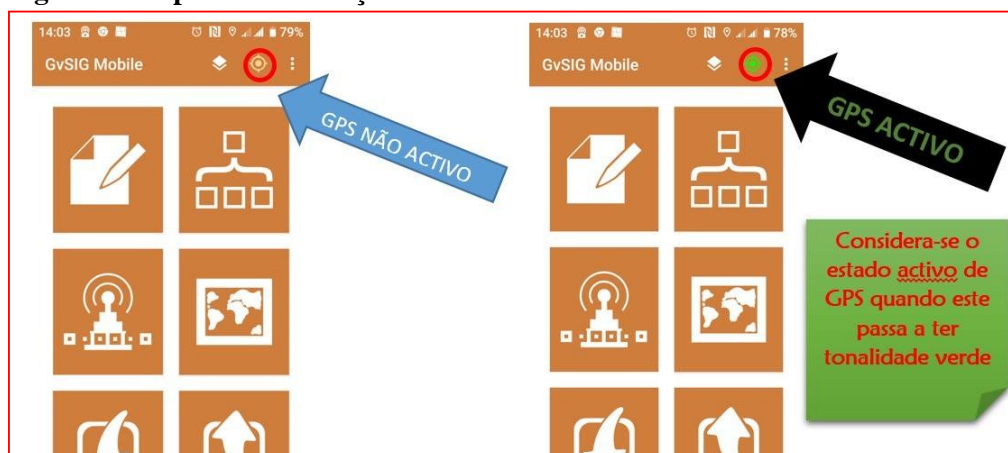 14:03
79%
GvSIG Mobile
GPS NÃO ACTIVO
14:03
78%
GvSIG Mobile
GPS ACTIVO
Considera-se o
estado activo de
GPS quando este
passa a ter
tonalidade verde